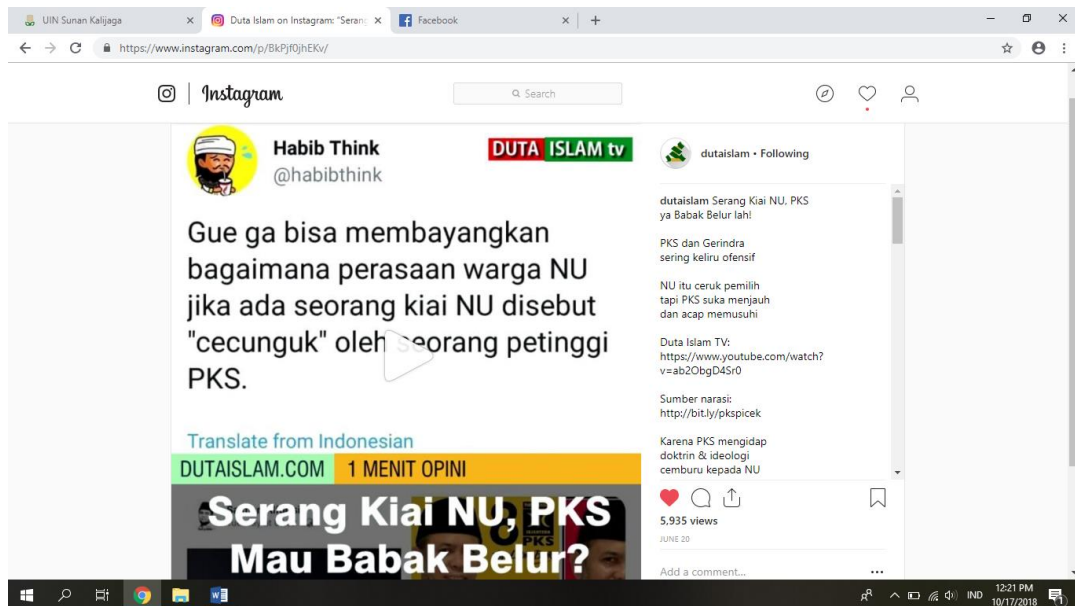 UIN Sunan Kalijaga
Duta Islam on Instagram: "Serang
Facebook
https://www.instagram.com/p/BkPjf0jhEKv/
Instagram
Search
Habib Think
@habibthink
DUTA ISLAM tv
Gue ga bisa membayangkan
bagaimana perasaan warga NU
jika ada seorang kiai NU disebut
"cecunguk" oleh seorang petinggi
PKS.
Translate from Indonesian
DUTAISLAM.COM 1 MENIT OPINI
Serang Kiai NU, PKS
Mau Babak Belur?
PKS
dutaislam • Following
dutaislam Serang Kiai NU, PKS
ya Babak Belur lah!
PKS dan Gerindra
sering keliru ofensif
NU itu ceruk pemilih
tapi PKS suka menjauh
dan acap memusuhi
Duta Islam TV:
https://www.youtube.com/watch?
v=ab2ObgD4Sr0
Sumber narasi:
http://bit.ly/pkspicek
Karena PKS mengidap
doktrin & ideologi
cemburu kepada NU
5.935 views
JUNE 20
Add a comment...
IND
12:21 PM
10/17/2018